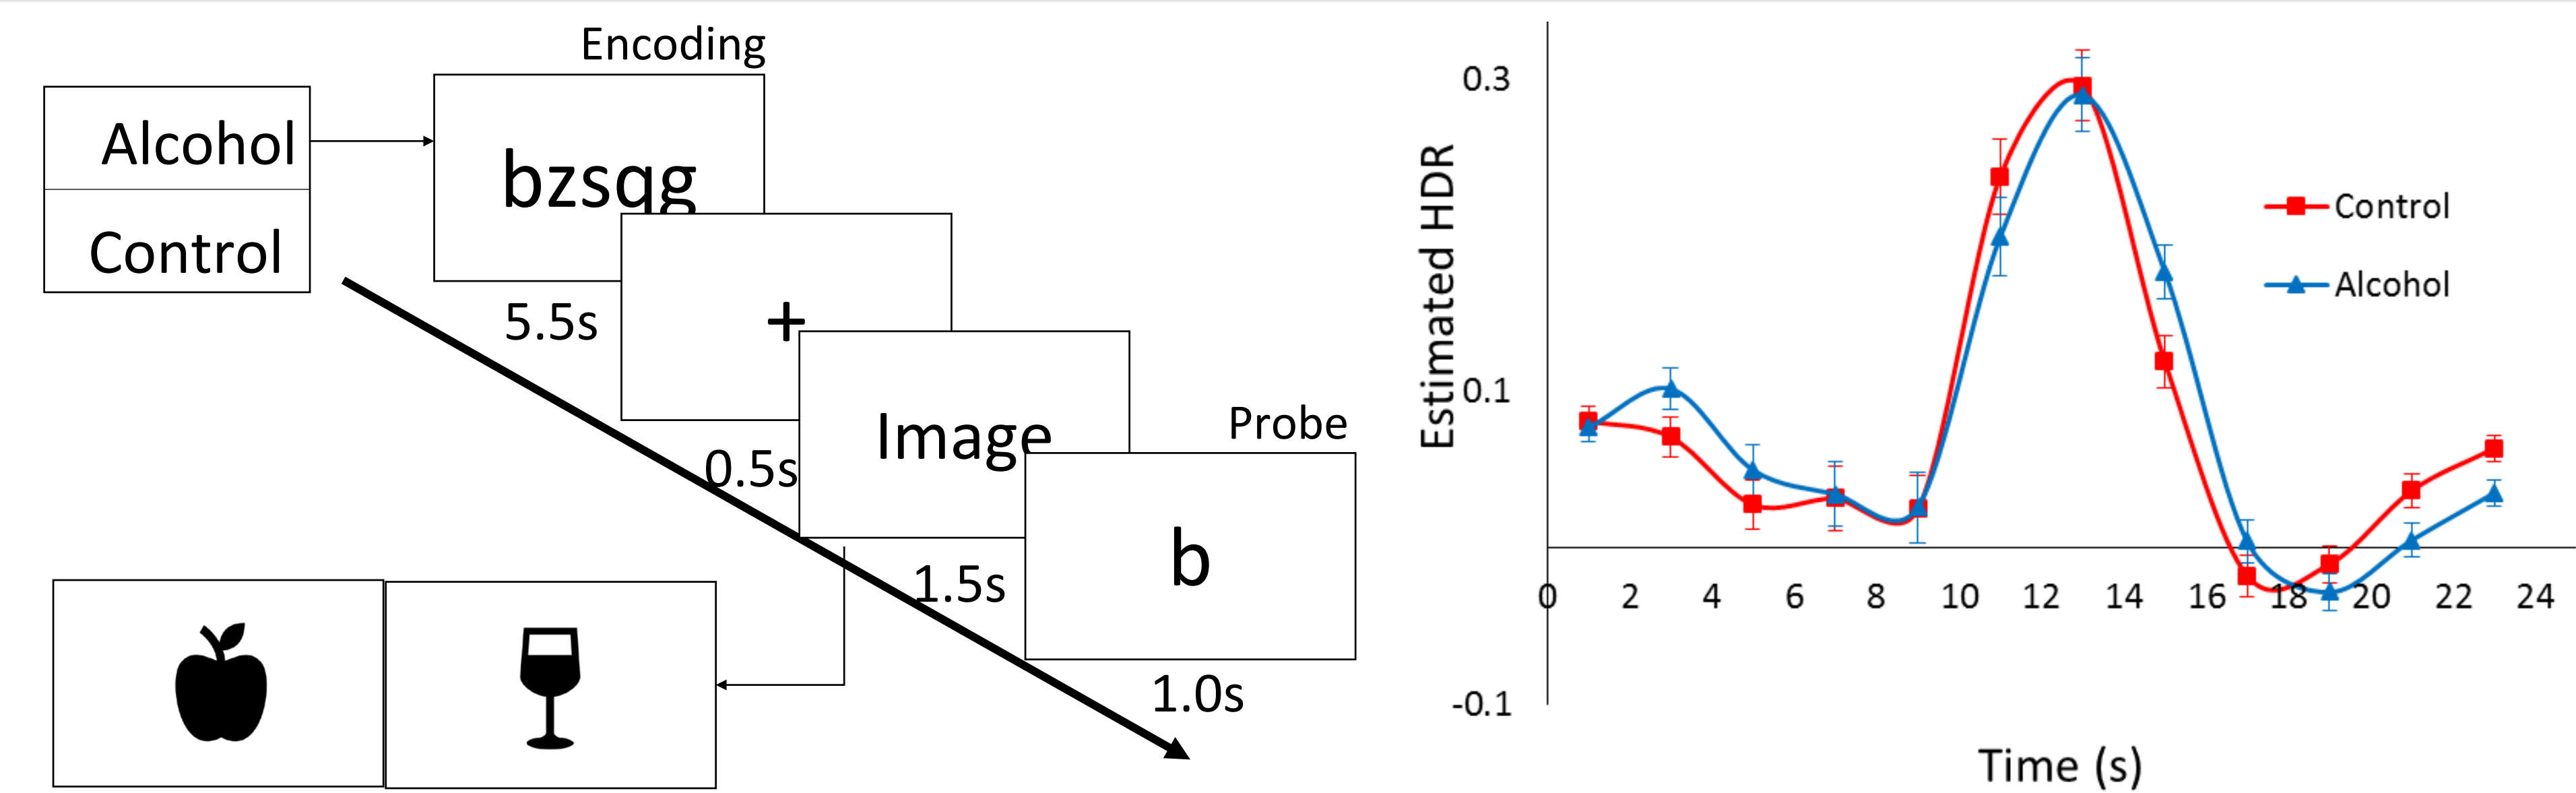 Encoding
Alcohol
Control
bzsqg
5.5s
+
0.5s
Image
1.5s
Probe
b
1.0s
Estimated HDR
0.3
0.1
-0.1
Control
Alcohol
0 2 4 6 8 10 12 14 16 18 20 22 24
Time (s)